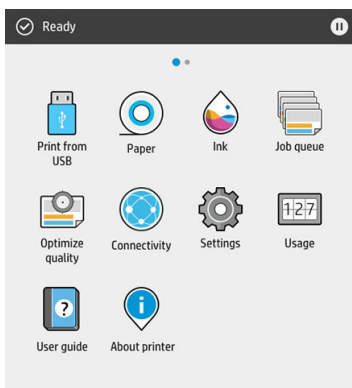 Ready
Print from
USB
Paper
Ink
Job queue
Optimize
quality
Connectivity
Settings
127
Usage
User guide
About printer